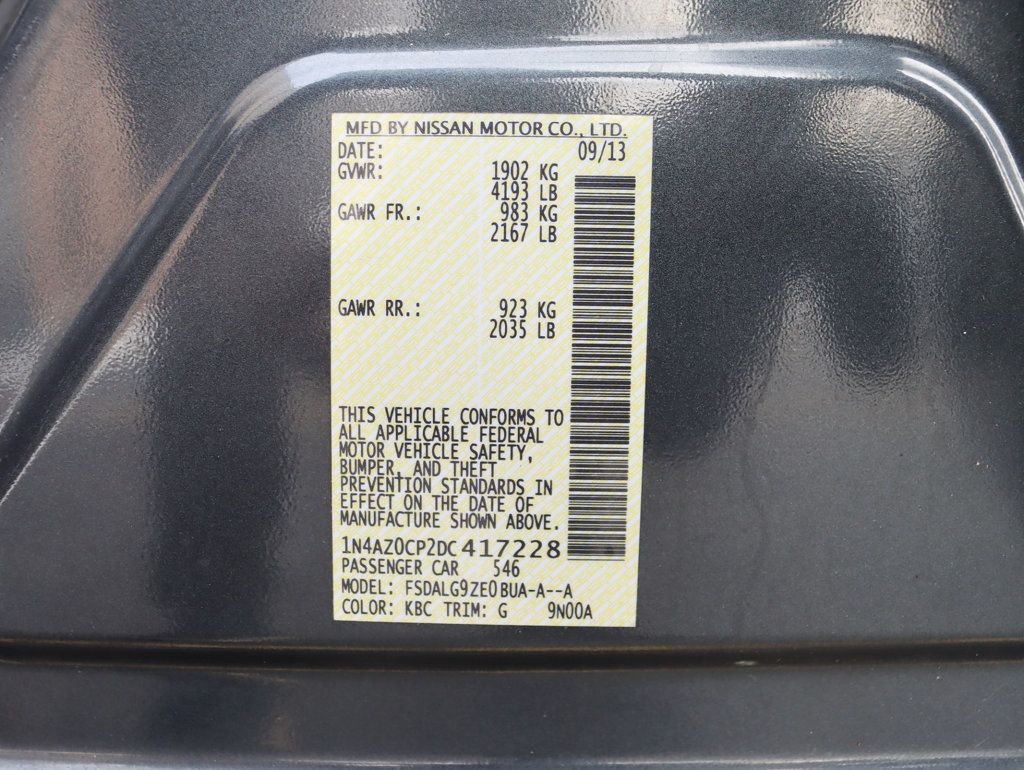 MFD BY NISSAN MOTOR CO., LTD.
DATE: 09/13
GVWR: 1902 KG
4193 LB
GAWR FR.: 983 KG
2167 LB
GAWR RR.: 923 KG
2035 LB
THIS VEHICLE CONFORMS TO
ALL APPLICABLE FEDERAL
MOTOR VEHICLE SAFETY,
BUMPER, AND THEFT
PREVENTION STANDARDS IN
EFFECT ON THE DATE OF
MANUFACTURE SHOWN ABOVE.
1N4AZ0CP2DC417228
PASSENGER CAR 546
MODEL: FSDALG9ZE0BUA-A--A
COLOR: KBC TRIM: G 9N00A